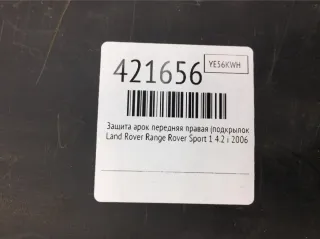 421656
YE56KWH
Защита арок передняя правая (подкрылок
Land Rover Range Rover Sport 1 4.2 i 2006